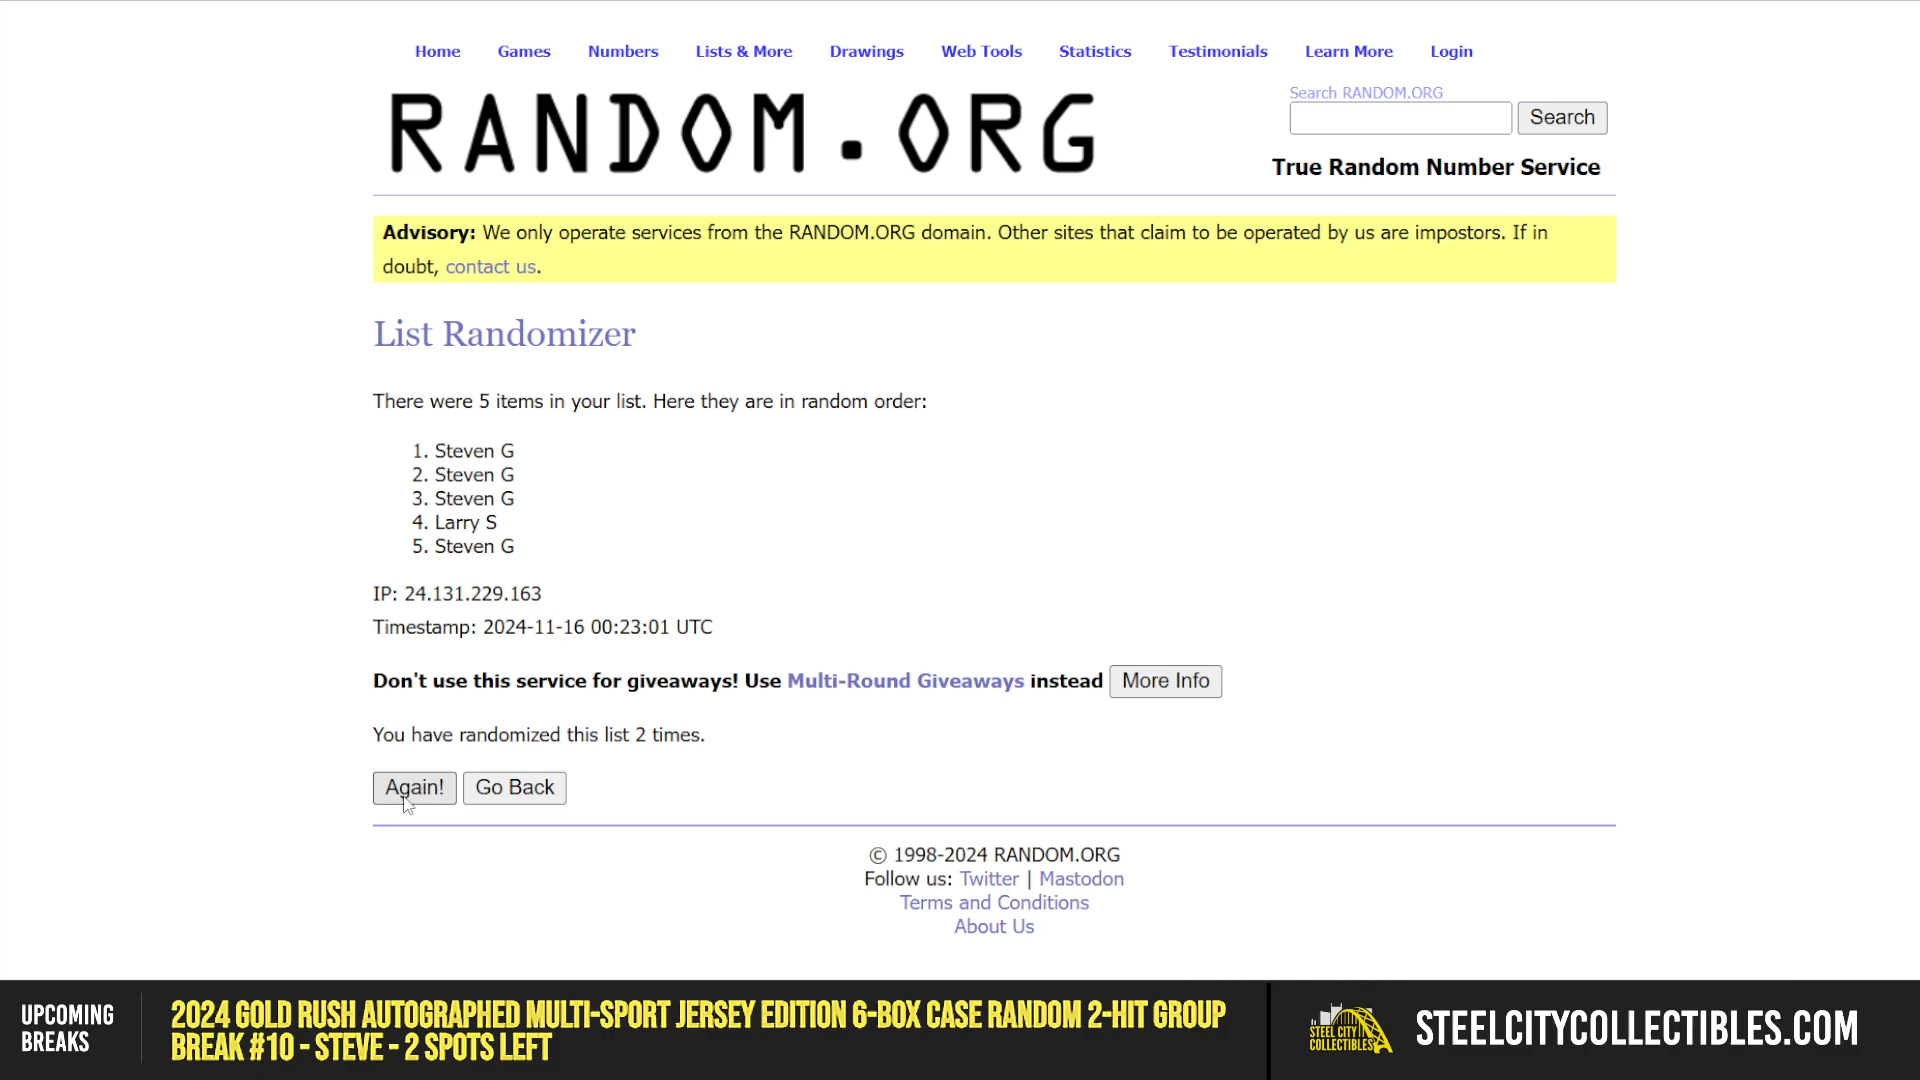 Home Games Numbers Lists & More Drawings Web Tools Statistics Testimonials Learn More Login
RANDOM.ORG
Search RANDOM.ORG
Search
True Random Number Service
Advisory: We only operate services from the RANDOM.ORG domain. Other sites that claim to be operated by us are impostors. If in
doubt, contact us.
List Randomizer
There were 5 items in your list. Here they are in random order:
1. Steven G
2. Steven G
3. Steven G
4. Larry S
5. Steven G
IP: 24.131.229.163
Timestamp: 2024-11-16 00:23:01 UTC
Don't use this service for giveaways! Use Multi-Round Giveaways instead More Info
You have randomized this list 2 times.
Again! Go Back
© 1998-2024 RANDOM.ORG
Follow us: Twitter | Mastodon
Terms and Conditions
About Us
UPCOMING
BREAKS
2024 GOLD RUSH AUTOGRAPHED MULTI-SPORT JERSEY EDITION 6-BOX CASE RANDOM 2-HIT GROUP
BREAK #10 - STEVE - 2 SPOTS LEFT
STEEL CITY
COLLECTIBLES
STEELCITYCOLLECTIBLES.COM